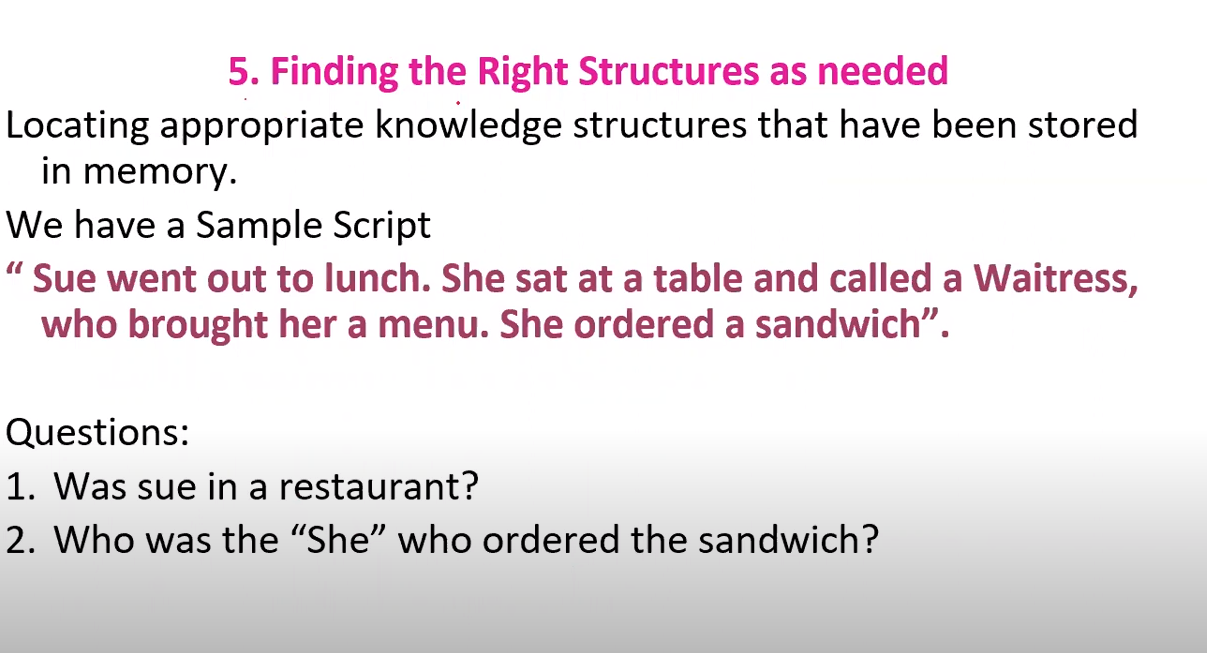 5. Finding the Right Structures as needed
Locating appropriate knowledge structures that have been stored
in memory.
We have a Sample Script
“ Sue went out to lunch. She sat at a table and called a Waitress,
who brought her a menu. She ordered a sandwich”.
Questions:
1. Was sue in a restaurant?
2. Who was the “She” who ordered the sandwich?